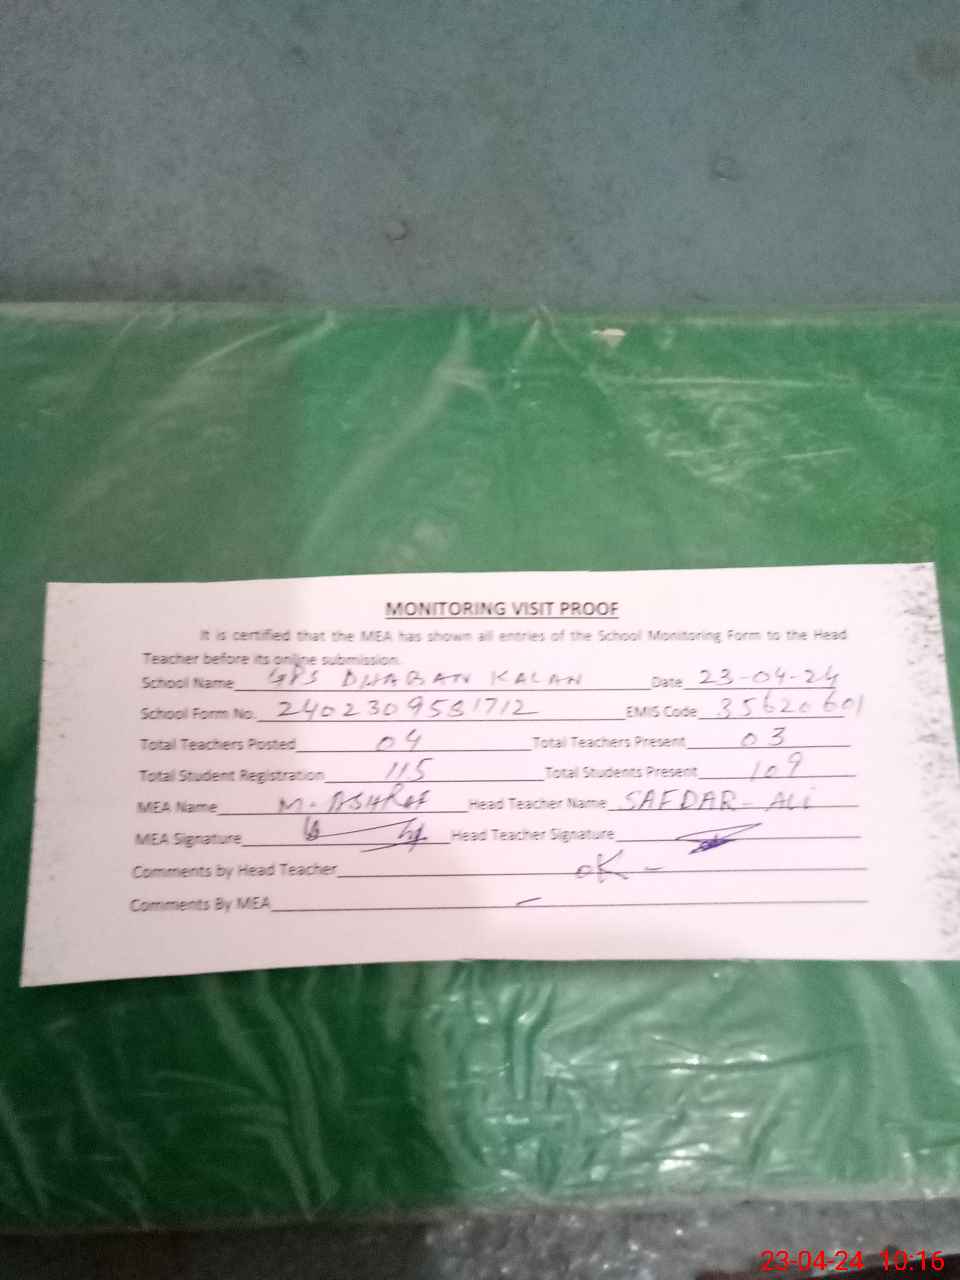 MONITORING VISIT PROOF
It is certified that the MEA has shown all entries of the School Monitoring Form to the Head
Teacher before its online submission.
School Name GPS DHABAN KALAN Date 23-04-24
School Form No. EMIS Code 35620601
Total Teachers Posted 04 Total Teachers Present 03
Total Student Registration 115 Total Students Present 109
MEA Name M. ASHRAF Head Teacher Name SAFDAR-ALi
MEA Signature Head Teacher Signature
Comments by Head Teacher OK -
Comments By MEA -
23-04-24 10:16